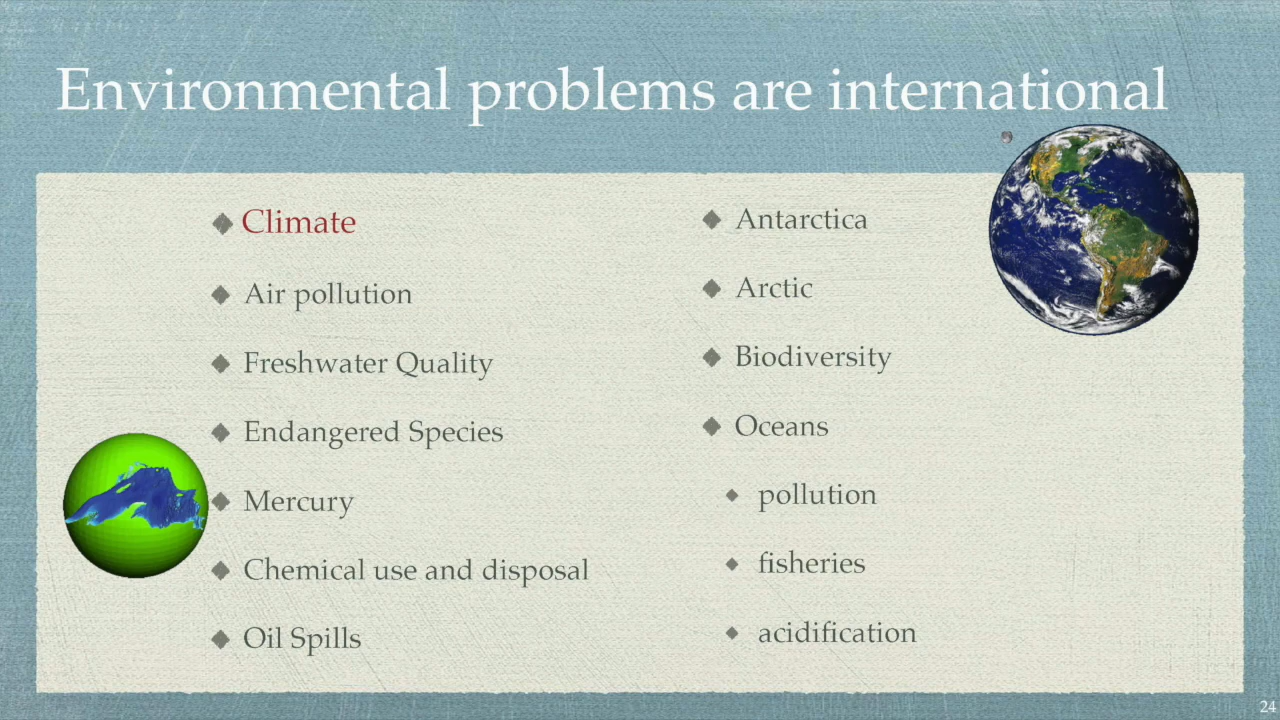 Environmental problems are international
Climate
Air pollution
Freshwater Quality
Endangered Species
Mercury
Chemical use and disposal
Oil Spills
Antarctica
Arctic
Biodiversity
Oceans
pollution
fisheries
acidification
24